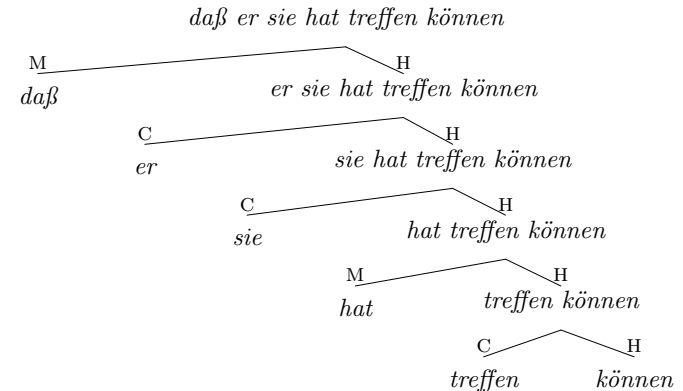 daß er sie hat treffen können
M H
daß er sie hat treffen können
C H
er sie hat treffen können
C H
sie hat treffen können
M H
hat treffen können
C H
treffen können